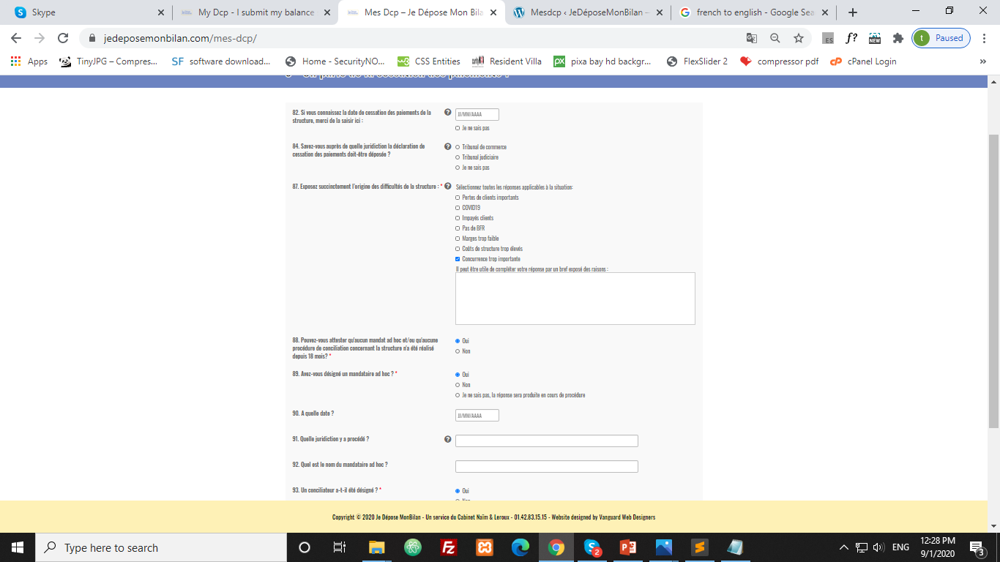 Skype
My Dcp - I submit my balance
Mes Dcp – Je Dépose Mon Bila
Mesdcp ‹ JeDéposeMonBilan –
french to english - Google Sea
jedeposemonbilan.com/mes-dcp/
ES
f?
NEW
t
Paused
Apps
TinyJPG – Compres...
SF
software download...
Home - SecurityNO...
CSS Entities
Resident Villa
px
pixa bay hd backgr...
FlexSlider 2
compressor pdf
cP
cPanel Login
»
82. Si vous connaissez la date de cessation des paiements de la
structure, merci de la saisir ici :
JJ/MM/AAAA
Je ne sais pas
84. Savez-vous auprès de quelle juridiction la déclaration de
cessation des paiements doit-être déposée ?
Tribunal de commerce
Tribunal judiciaire
Je ne sais pas
87. Exposez succinctement l'origine des difficultés de la structure : *
Sélectionnez toutes les réponses applicables à la situation:
Pertes de clients importants
COVID19
Impayés clients
Pas de BFR
Marges trop faible
Coûts de structure trop élevés
Concurrence trop importante
Il peut être utile de compléter votre réponse par un bref exposé des raisons :
88. Pouvez-vous attester qu'aucun mandat ad hoc et/ou qu'aucune
procédure de conciliation concernant la structure n'a été réalisé
depuis 18 mois? *
Oui
Non
89. Avez-vous désigné un mandataire ad hoc ? *
Oui
Non
Je ne sais pas, la réponse sera produite en cours de procédure
90. A quelle date ?
JJ/MM/AAAA
91. Quelle juridiction y a procédé ?
92. Quel est le nom du mandataire ad hoc ?
93. Un conciliateur a-t-il été désigné ? *
Oui
Copyright © 2020 Je Dépose MonBilan - Un service du Cabinet Naïm & Leroux - 01.42.83.15.15 - Website designed by Vanguard Web Designers
Type here to search
Fz
2
ENG
12:28 PM
9/1/2020
3